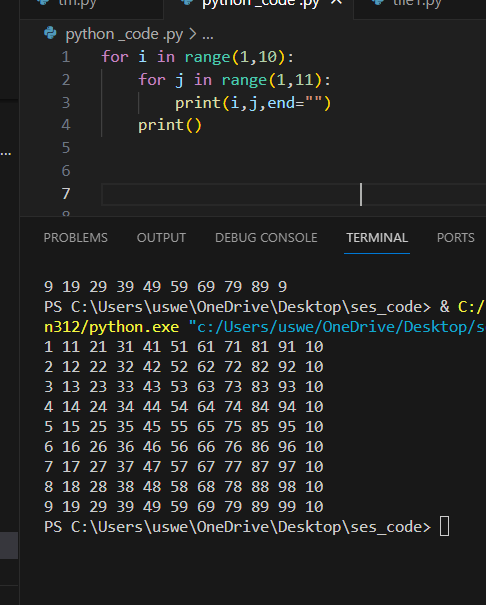 tm.py python _code .py tile1.py
python _code .py > ...
1 for i in range(1,10):
2 for j in range(1,11):
3 print(i,j,end="")
4 print()
5
6
7
8
...
PROBLEMS OUTPUT DEBUG CONSOLE TERMINAL PORTS
9 19 29 39 49 59 69 79 89 9
PS C:\Users\uswe\OneDrive\Desktop\ses_code> & C:/
n312/python.exe "c:/Users/uswe/OneDrive/Desktop/s
1 11 21 31 41 51 61 71 81 91 10
2 12 22 32 42 52 62 72 82 92 10
3 13 23 33 43 53 63 73 83 93 10
4 14 24 34 44 54 64 74 84 94 10
5 15 25 35 45 55 65 75 85 95 10
6 16 26 36 46 56 66 76 86 96 10
7 17 27 37 47 57 67 77 87 97 10
8 18 28 38 48 58 68 78 88 98 10
9 19 29 39 49 59 69 79 89 99 10
PS C:\Users\uswe\OneDrive\Desktop\ses_code>